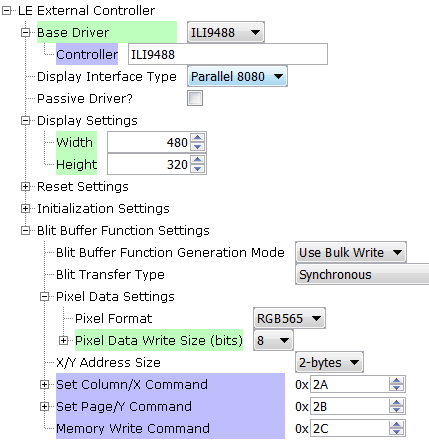 LE External Controller
Base Driver ILI9488
Controller ILI9488
Display Interface Type Parallel 8080
Passive Driver?
Display Settings
Width 480
Height 320
Reset Settings
Initialization Settings
Blit Buffer Function Settings
Blit Buffer Function Generation Mode Use Bulk Write
Blit Transfer Type Synchronous
Pixel Data Settings
Pixel Format RGB565
Pixel Data Write Size (bits) 8
X/Y Address Size 2-bytes
Set Column/X Command 0x 2A
Set Page/Y Command 0x 2B
Memory Write Command 0x 2C